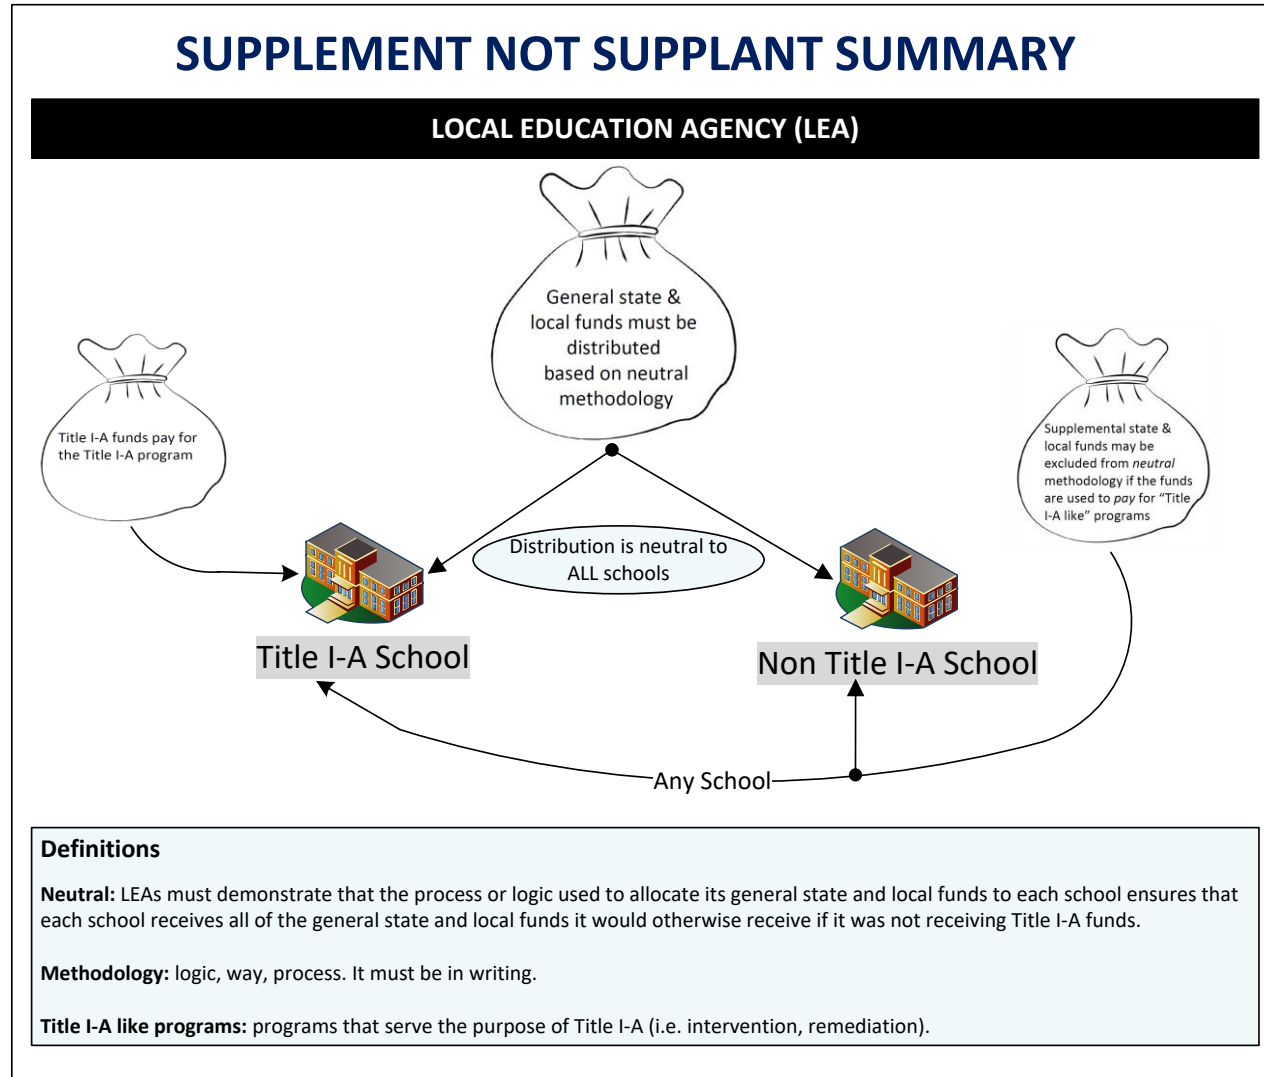 SUPPLEMENT NOT SUPPLANT SUMMARY
LOCAL EDUCATION AGENCY (LEA)
General state &
local funds must be
distributed
based on neutral
methodology
Title I-A funds pay for
the Title I-A program
Supplemental state &
local funds may be
excluded from neutral
methodology if the funds
are used to pay for “Title
I-A like” programs
Distribution is neutral to
ALL schools
Title I-A School
Non Title I-A School
Any School
Definitions
Neutral: LEAs must demonstrate that the process or logic used to allocate its general state and local funds to each school ensures that
each school receives all of the general state and local funds it would otherwise receive if it was not receiving Title I-A funds.
Methodology: logic, way, process. It must be in writing.
Title I-A like programs: programs that serve the purpose of Title I-A (i.e. intervention, remediation).